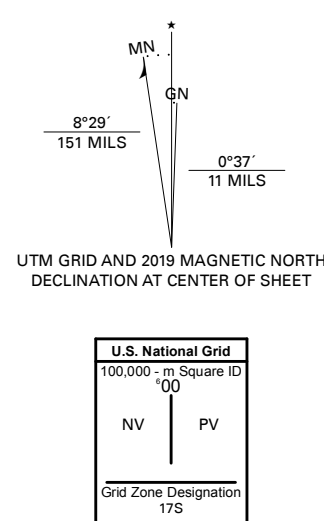 ★
MN
GN
8°29´
151 MILS
0°37´
11 MILS
UTM GRID AND 2019 MAGNETIC NORTH
DECLINATION AT CENTER OF SHEET
U.S. National Grid
100,000 - m Square ID
⁶00
NV PV
Grid Zone Designation
17S